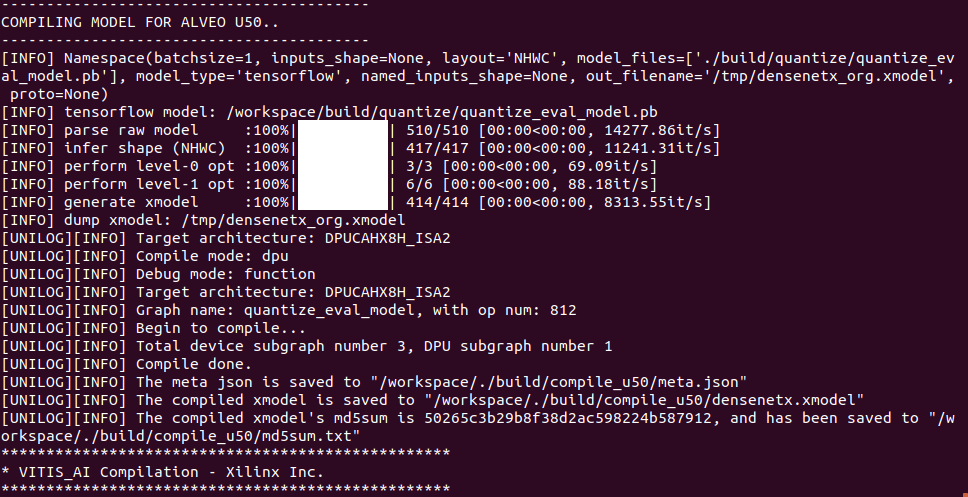 -----------------------------------------
COMPILING MODEL FOR ALVEO U50..
-----------------------------------------
[INFO] Namespace(batchsize=1, inputs_shape=None, layout='NHWC', model_files=['./build/quantize/quantize_ev
al_model.pb'], model_type='tensorflow', named_inputs_shape=None, out_filename='/tmp/densenetx_org.xmodel',
 proto=None)
[INFO] tensorflow model: /workspace/build/quantize/quantize_eval_model.pb
[INFO] parse raw model     :100%|          | 510/510 [00:00<00:00, 14277.86it/s]
[INFO] infer shape (NHWC)  :100%|          | 417/417 [00:00<00:00, 11241.31it/s]
[INFO] perform level-0 opt :100%|          | 3/3 [00:00<00:00, 69.09it/s]
[INFO] perform level-1 opt :100%|          | 6/6 [00:00<00:00, 88.18it/s]
[INFO] generate xmodel     :100%|          | 414/414 [00:00<00:00, 8313.55it/s]
[INFO] dump xmodel: /tmp/densenetx_org.xmodel
[UNILOG][INFO] Target architecture: DPUCAHX8H_ISA2
[UNILOG][INFO] Compile mode: dpu
[UNILOG][INFO] Debug mode: function
[UNILOG][INFO] Target architecture: DPUCAHX8H_ISA2
[UNILOG][INFO] Graph name: quantize_eval_model, with op num: 812
[UNILOG][INFO] Begin to compile...
[UNILOG][INFO] Total device subgraph number 3, DPU subgraph number 1
[UNILOG][INFO] Compile done.
[UNILOG][INFO] The meta json is saved to "/workspace/./build/compile_u50/meta.json"
[UNILOG][INFO] The compiled xmodel is saved to "/workspace/./build/compile_u50/densenetx.xmodel"
[UNILOG][INFO] The compiled xmodel's md5sum is 50265c3b29b8f38d2ac598224b587912, and has been saved to "/w
orkspace/./build/compile_u50/md5sum.txt"
**************************************************
* VITIS_AI Compilation - Xilinx Inc.
**************************************************